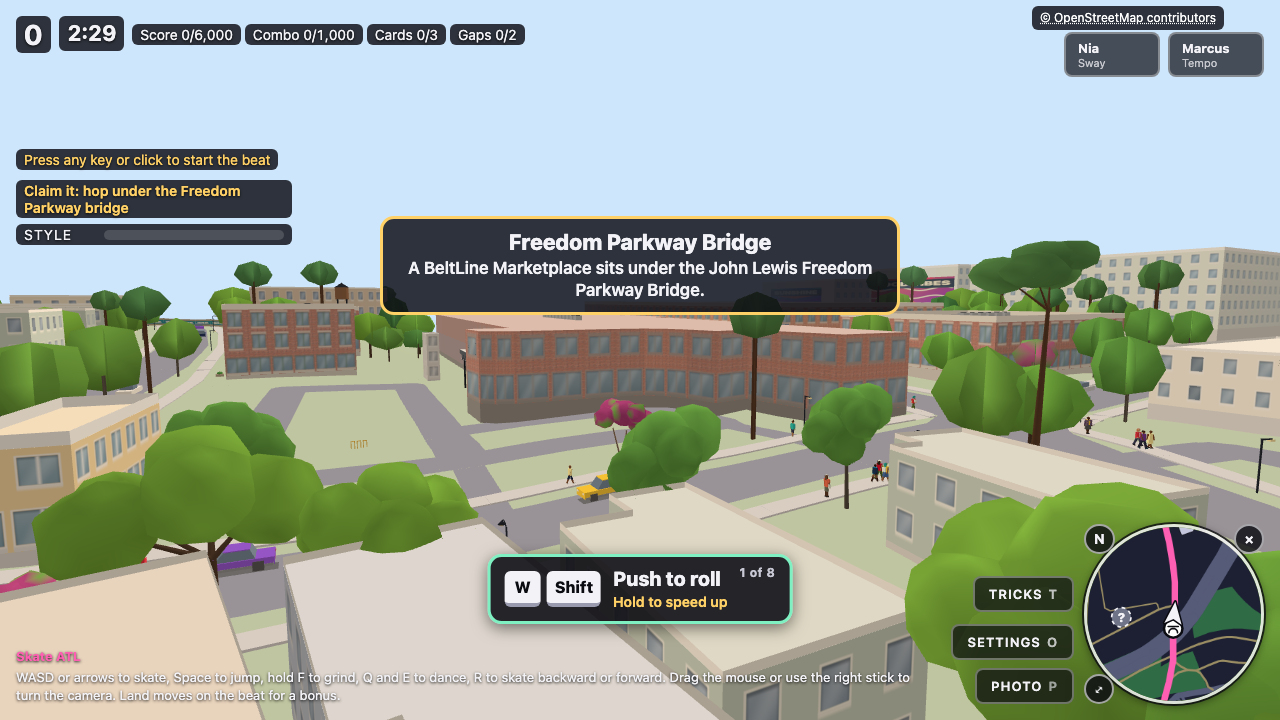 0
2:29
Score 0/6,000
Combo 0/1,000
Cards 0/3
Gaps 0/2
© OpenStreetMap contributors
Nia
Sway
Marcus
Tempo
Press any key or click to start the beat
Claim it: hop under the Freedom
Parkway bridge
STYLE
Freedom Parkway Bridge
A BeltLine Marketplace sits under the John Lewis Freedom
Parkway Bridge.
W
Shift
Push to roll
1 of 8
Hold to speed up
N
×
?
TRICKS T
SETTINGS O
PHOTO P
Skate ATL
WASD or arrows to skate, Space to jump, hold F to grind, Q and E to dance, R to skate backward or forward. Drag the mouse or use the right stick to
turn the camera. Land moves on the beat for a bonus.